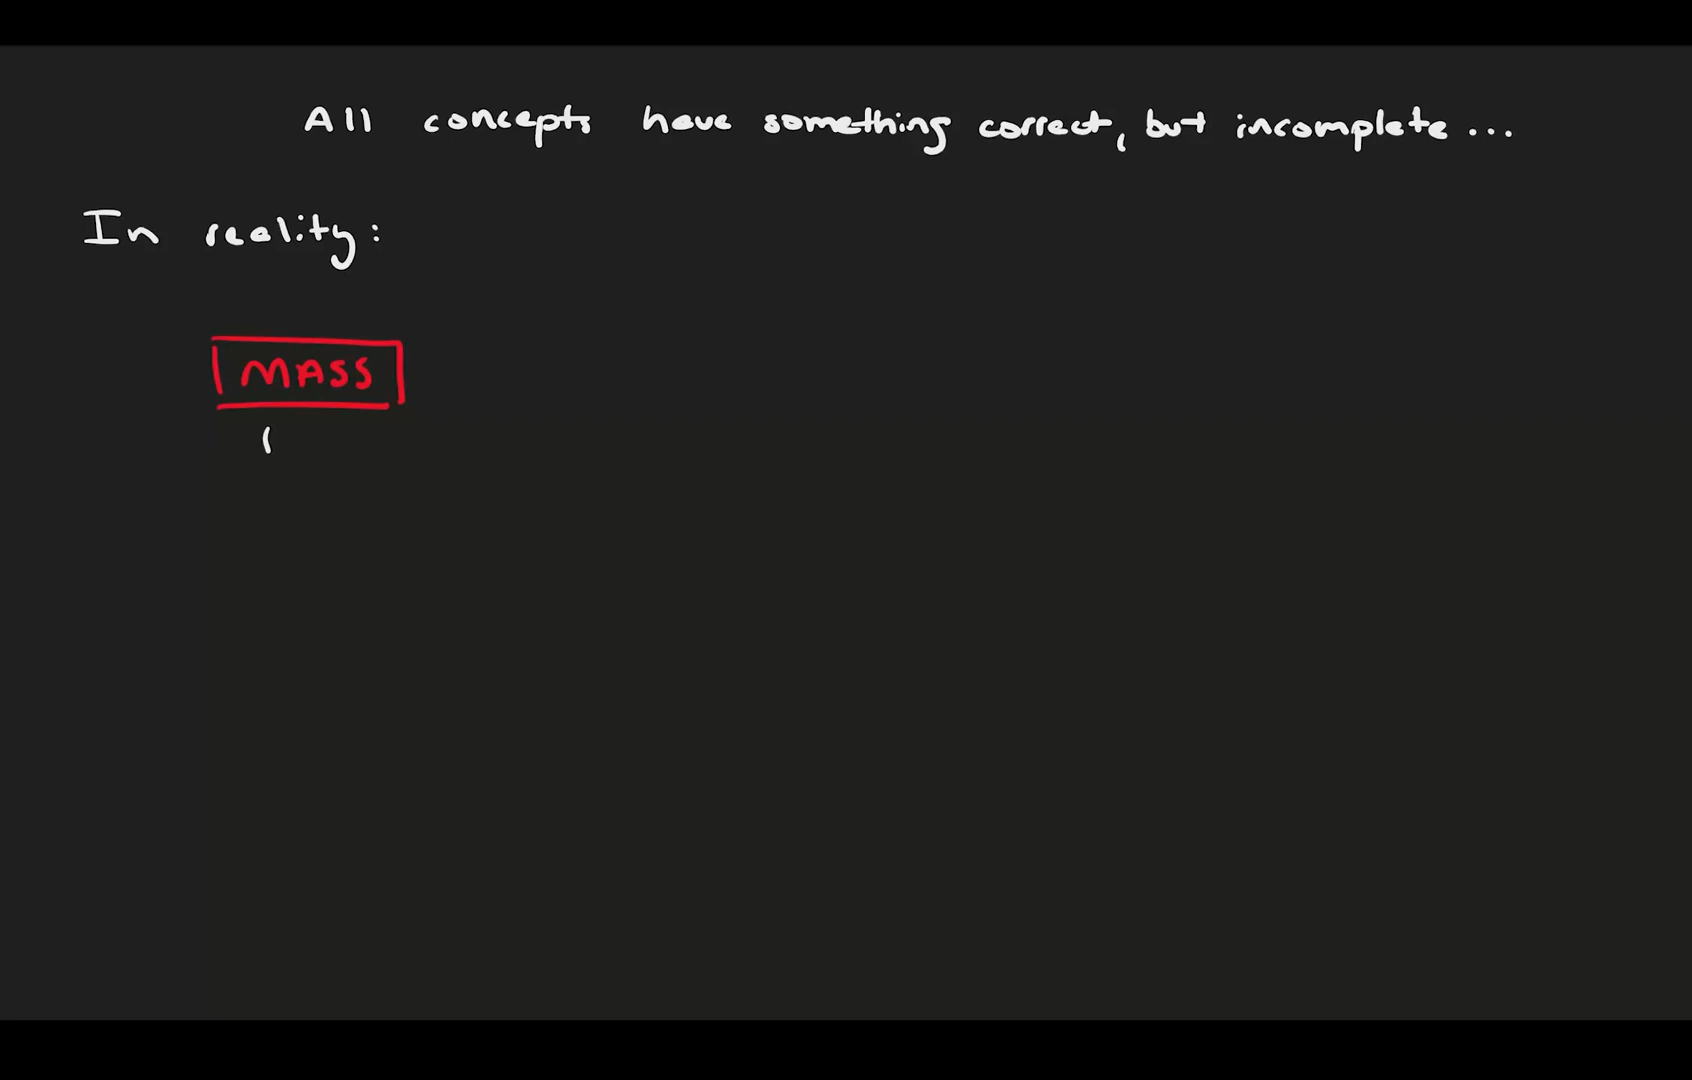 All concepts have something correct, but incomplete...
In reality:
MASS
(